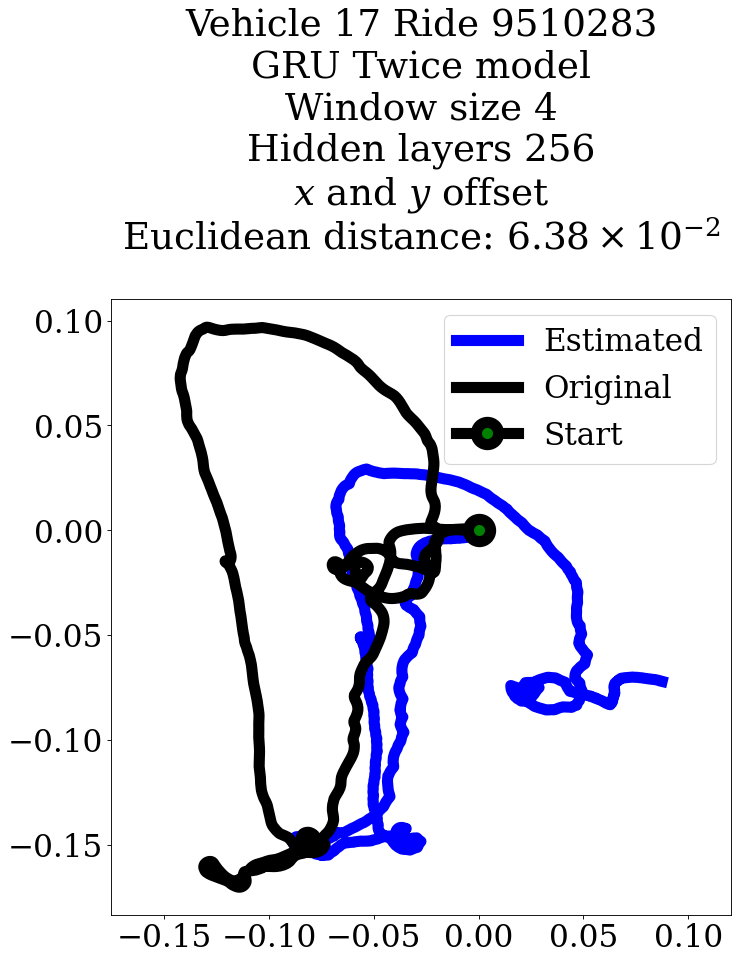 Vehicle 17 Ride 9510283
GRU Twice model
Window size 4
Hidden layers 256
x and y offset
Euclidean distance: 6.38 × 10⁻²
Estimated
Original
Start
0.10
0.05
0.00
−0.05
−0.10
−0.15
−0.15 −0.10 −0.05 0.00 0.05 0.10